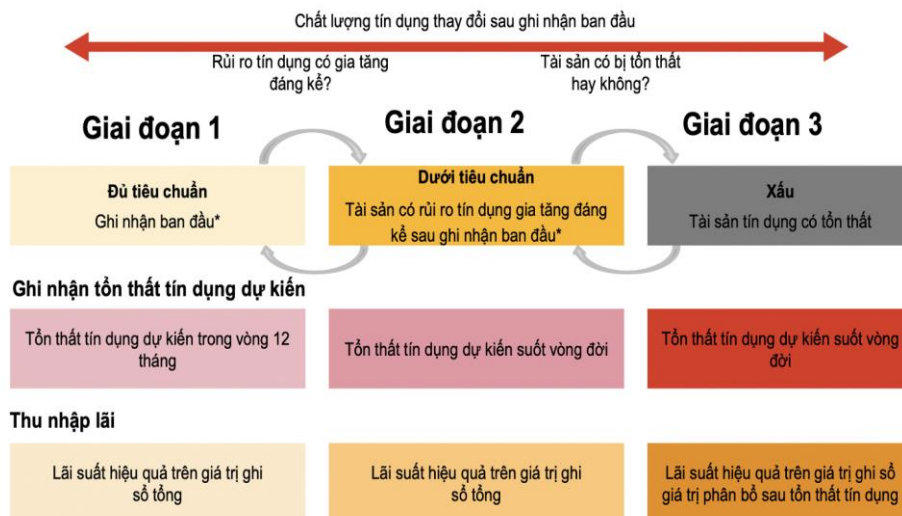 Chất lượng tín dụng thay đổi sau ghi nhận ban đầu
Rủi ro tín dụng có gia tăng
đáng kể?
Tài sản có bị tổn thất
hay không?
Giai đoạn 1
Giai đoạn 2
Giai đoạn 3
Đủ tiêu chuẩn
Ghi nhận ban đầu*
Dưới tiêu chuẩn
Tài sản có rủi ro tín dụng gia tăng đáng
kể sau ghi nhận ban đầu*
Xấu
Tài sản tín dụng có tổn thất
Ghi nhận tổn thất tín dụng dự kiến
Tổn thất tín dụng dự kiến trong vòng 12
tháng
Tổn thất tín dụng dự kiến suốt vòng đời
Tổn thất tín dụng dự kiến suốt vòng
đời
Thu nhập lãi
Lãi suất hiệu quả trên giá trị ghi
sổ tổng
Lãi suất hiệu quả trên giá trị ghi
sổ tổng
Lãi suất hiệu quả trên giá trị ghi sổ
giá trị phân bổ sau tổn thất tín dụng